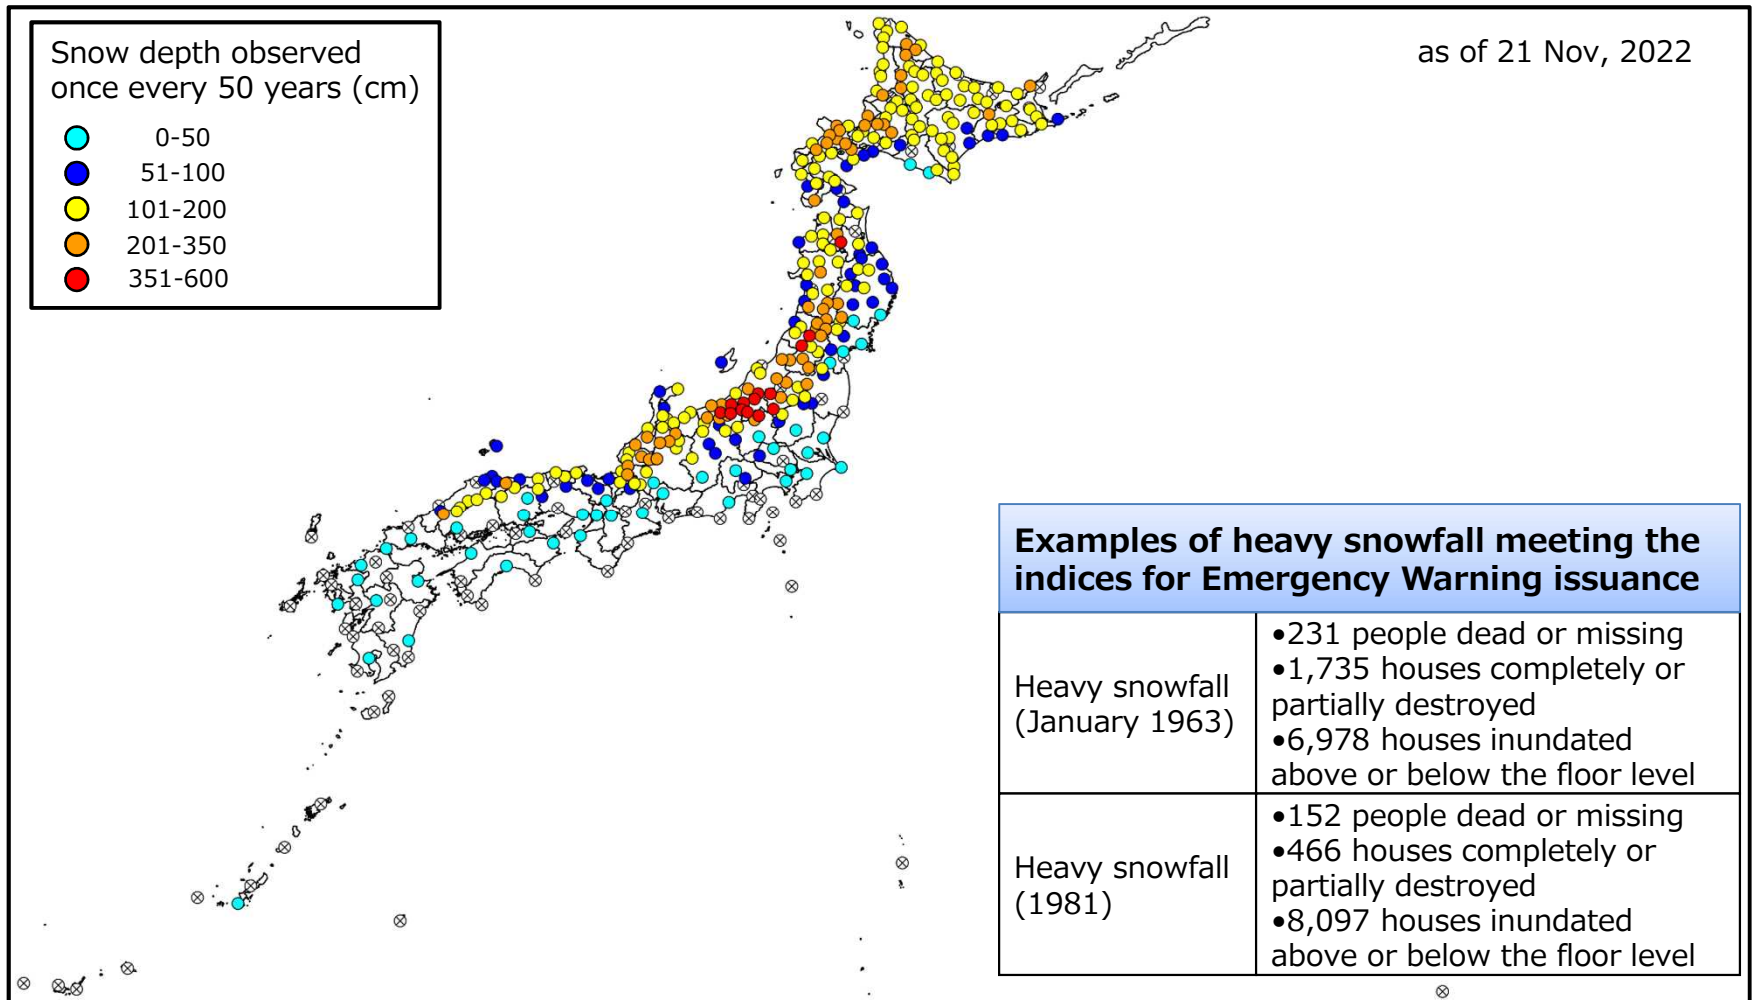 Snow depth observed
once every 50 years (cm)
0-50
51-100
101-200
201-350
351-600
as of 21 Nov, 2022
Examples of heavy snowfall meeting the
indices for Emergency Warning issuance
Heavy snowfall
(January 1963)
•231 people dead or missing
•1,735 houses completely or
partially destroyed
•6,978 houses inundated
above or below the floor level
Heavy snowfall
(1981)
•152 people dead or missing
•466 houses completely or
partially destroyed
•8,097 houses inundated
above or below the floor level